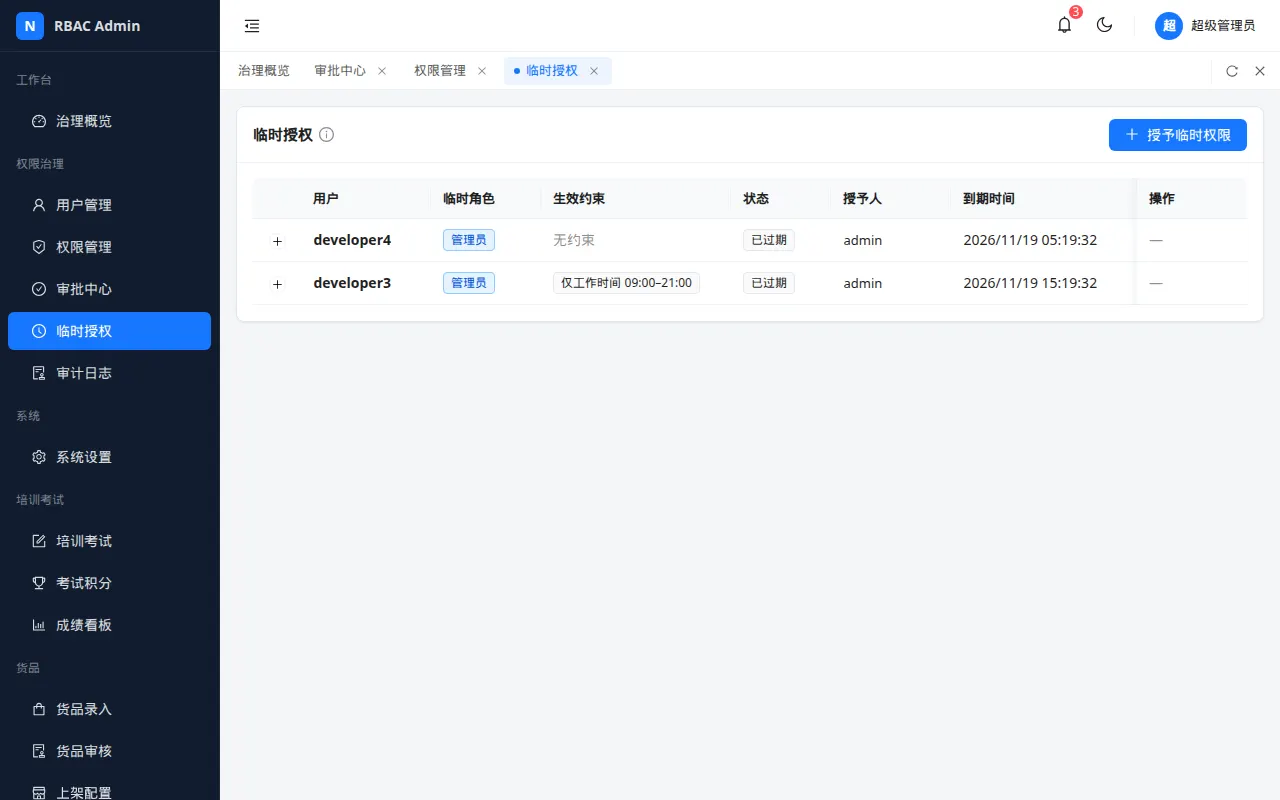 N RBAC Admin
3
超 超级管理员
工作台
治理概览
权限治理
用户管理
权限管理
审批中心
临时授权
审计日志
系统
系统设置
培训考试
培训考试
考试积分
成绩看板
货品
货品录入
货品审核
上架配置
治理概览 审批中心 权限管理 临时授权
临时授权
授予临时权限
用户 临时角色 生效约束 状态 授予人 到期时间 操作
developer4 管理员 无约束 已过期 admin 2026/11/19 05:19:32 —
developer3 管理员 仅工作时间 09:00–21:00 已过期 admin 2026/11/19 15:19:32 —